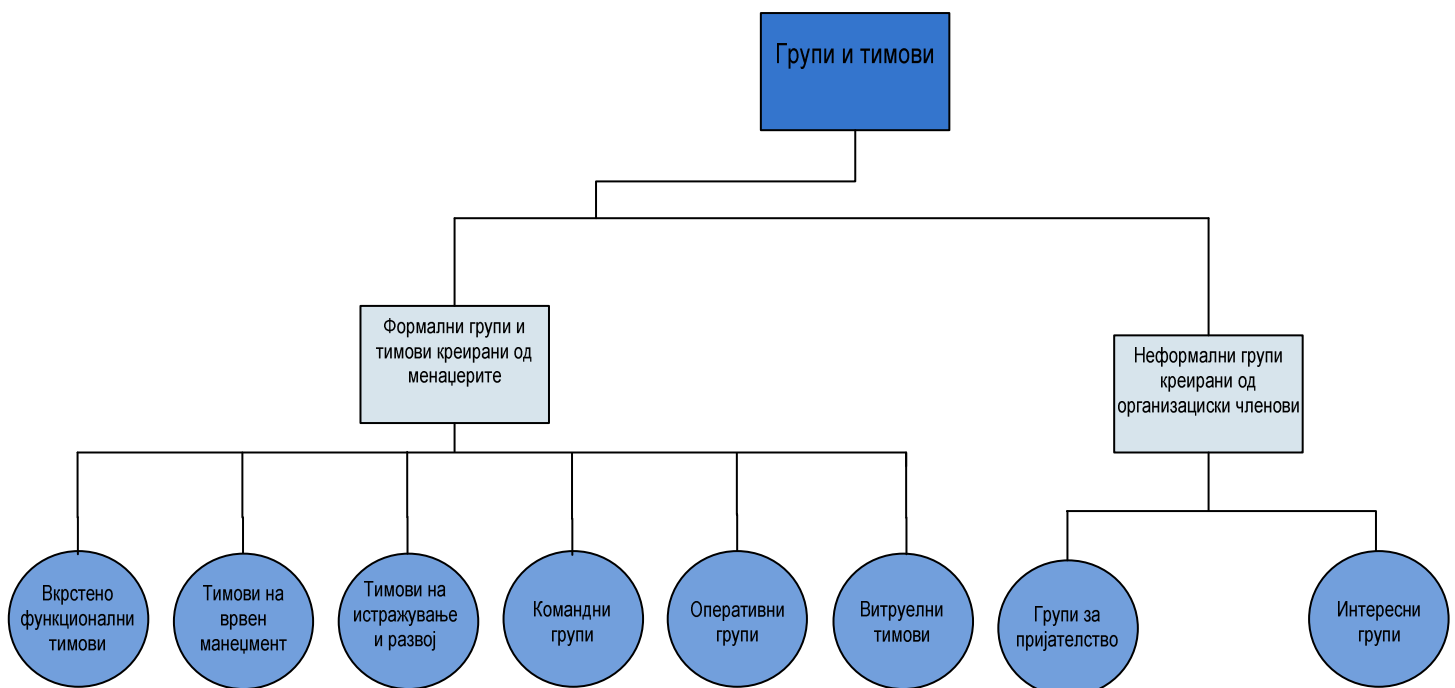 Групи и тимови
Формални групи и
тимови креирани од
менаџерите
Неформални групи
креирани од
организациски членови
Вкрстено
функционални
тимови
Тимови на
врвен
манеџмент
Тимови на
истражување
и развој
Командни
групи
Оперативни
групи
Витруелни
тимови
Групи за
пријателство
Интересни
групи